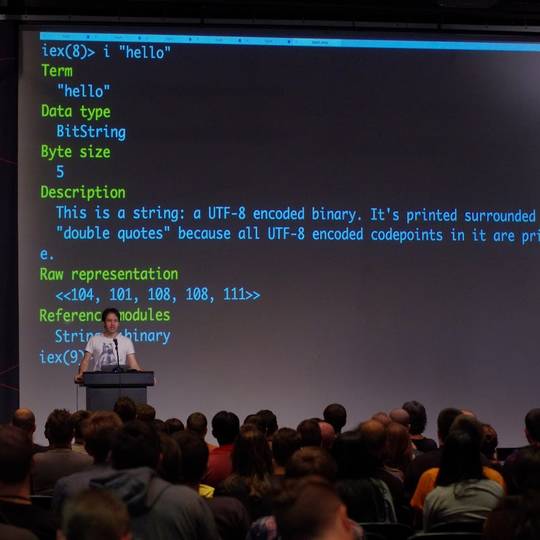 iex(8)> i "hello"
Term
"hello"
Data type
BitString
Byte size
5
Description
This is a string: a UTF-8 encoded binary. It's printed surrounded
"double quotes" because all UTF-8 encoded codepoints in it are pri
e.
Raw representation
<<104, 101, 108, 108, 111>>
Reference modules
String, :binary
iex(9)